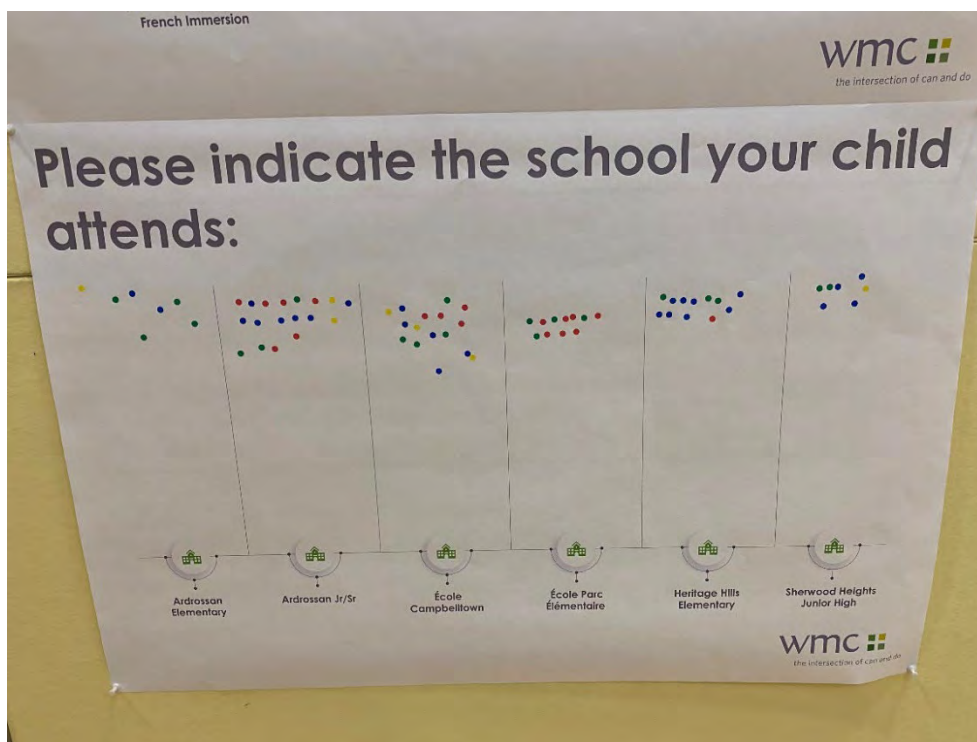 French Immersion
wmc
the intersection of can and do
Please indicate the school your child
attends:
Ardrossan
Elementary
Ardrossan Jr/Sr
École
Campbelltown
École Parc
Élémentaire
Heritage Hills
Elementary
Sherwood Heights
Junior High
wmc
the intersection of can and do